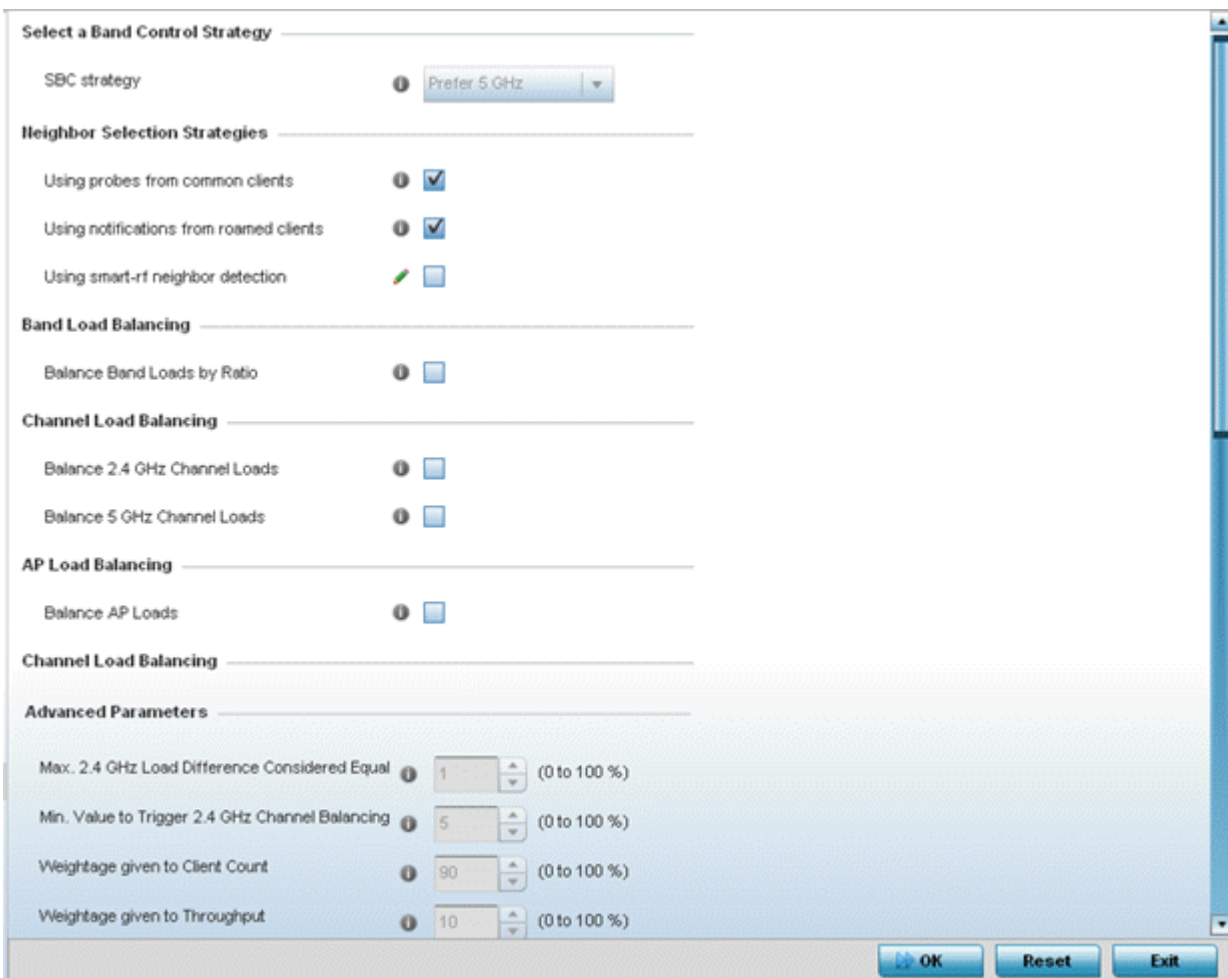 Select a Band Control Strategy
SBC strategy Prefer 5 GHz
Neighbor Selection Strategies
Using probes from common clients
Using notifications from roamed clients
Using smart-rf neighbor detection
Band Load Balancing
Balance Band Loads by Ratio
Channel Load Balancing
Balance 2.4 GHz Channel Loads
Balance 5 GHz Channel Loads
AP Load Balancing
Balance AP Loads
Channel Load Balancing
Advanced Parameters
Max. 2.4 GHz Load Difference Considered Equal 1 (0 to 100 %)
Min. Value to Trigger 2.4 GHz Channel Balancing 5 (0 to 100 %)
Weightage given to Client Count 90 (0 to 100 %)
Weightage given to Throughput 10 (0 to 100 %)
OK Reset Exit